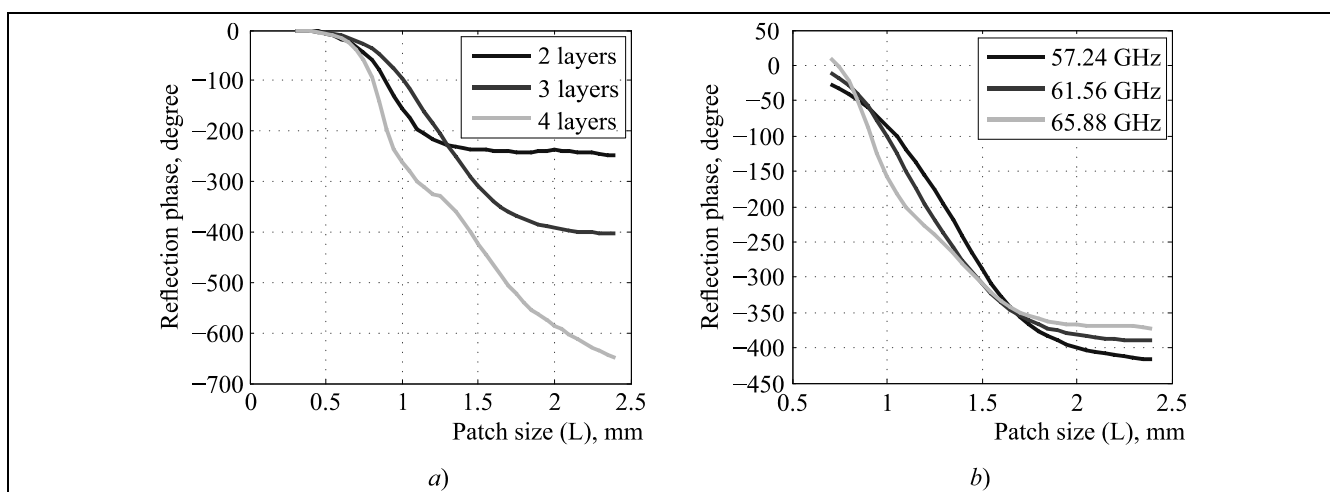 0
−100
−200
−300
−400
−500
−600
−700
0
0.5
1
1.5
2
2.5
Reflection phase, degree
Patch size (L), mm
2 layers
3 layers
4 layers
a)
50
0
−50
−100
−150
−200
−250
−300
−350
−400
−450
0.5
1
1.5
2
2.5
Reflection phase, degree
Patch size (L), mm
57.24 GHz
61.56 GHz
65.88 GHz
b)